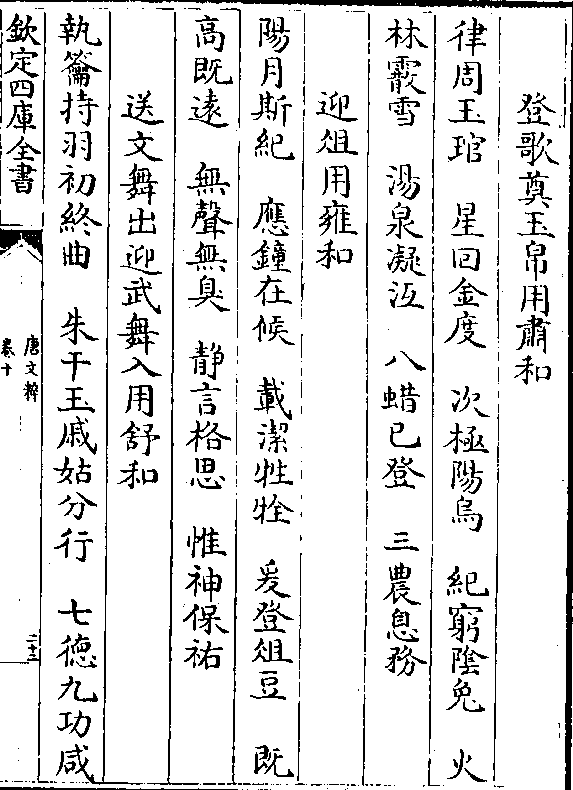 登歌奠玉帛用肅和
律周玉琯　星回金度　次極陽烏　紀窮陰兔　火
林霰雪　湯泉凝沍　八蜡已登　三農息務
迎俎用雍和
陽月斯紀　應鐘在候　載潔牲牷　爰登俎豆　既
高既遠　無聲無臭　靜言格思　惟神保祐
送文舞出迎武舞入用舒和
執籥持羽初終曲　朱干玉戚始分行　七德九功咸
欽定四庫全書
唐文粹
卷十